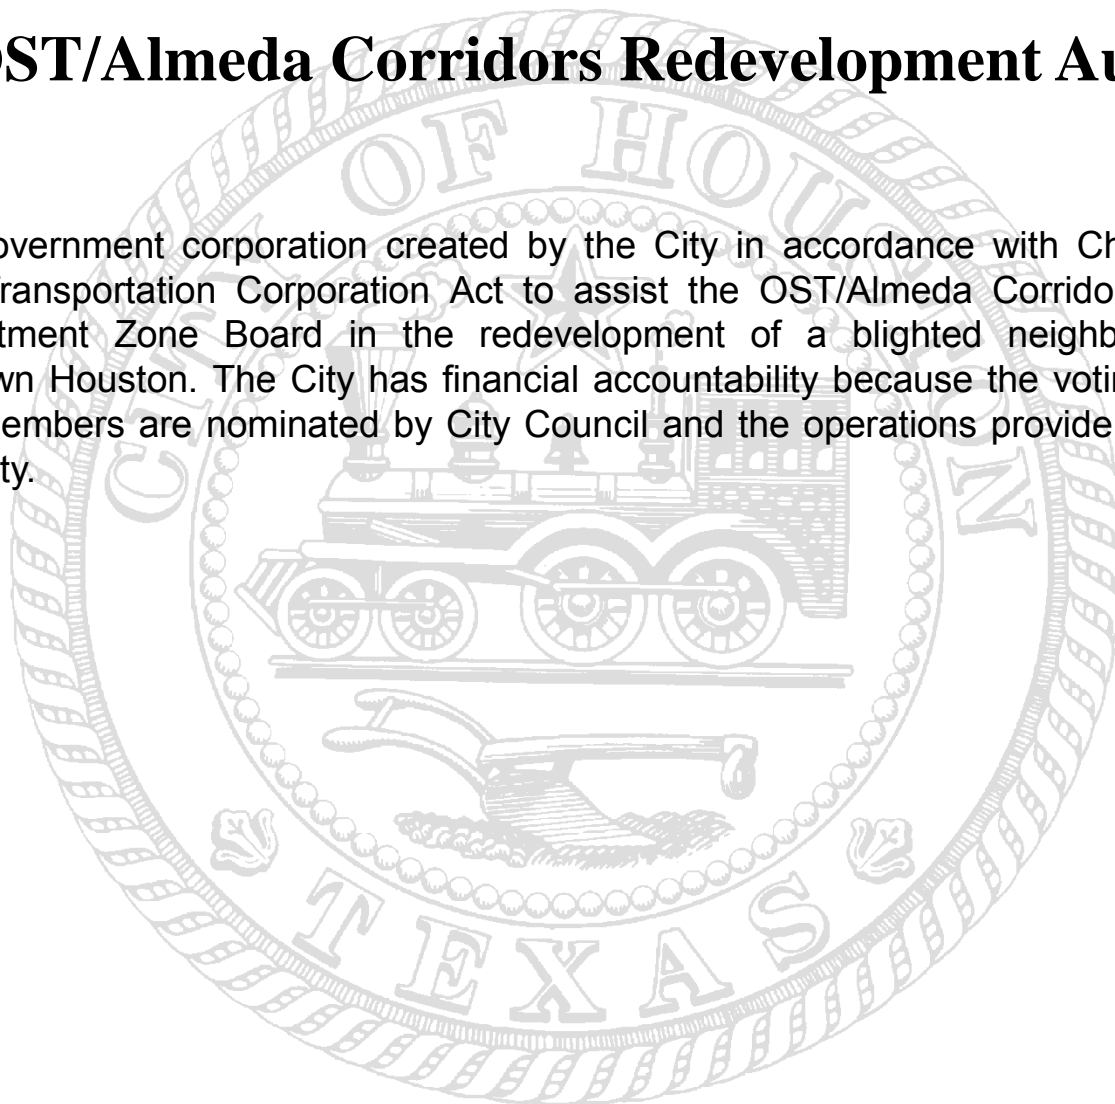 OST/Almeda Corridors Redevelopment Au
overnment corporation created by the City in accordance with Ch
ransportation Corporation Act to assist the OST/Almeda Corrido
tment Zone Board in the redevelopment of a blighted neighb
wn Houston. The City has financial accountability because the votin
embers are nominated by City Council and the operations provide
ty.
CITY OF HOUSTON
TEXAS